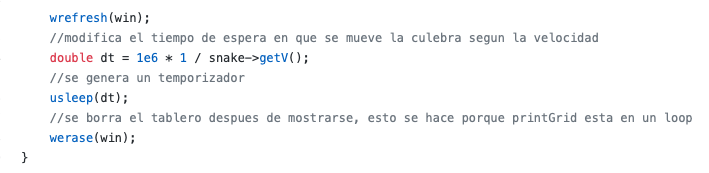 wrefresh(win);
//modifica el tiempo de espera en que se mueve la culebra segun la velocidad
double dt = 1e6 * 1 / snake->getV();
//se genera un temporizador
usleep(dt);
//se borra el tablero despues de mostrarse, esto se hace porque printGrid esta en un loop
werase(win);
}